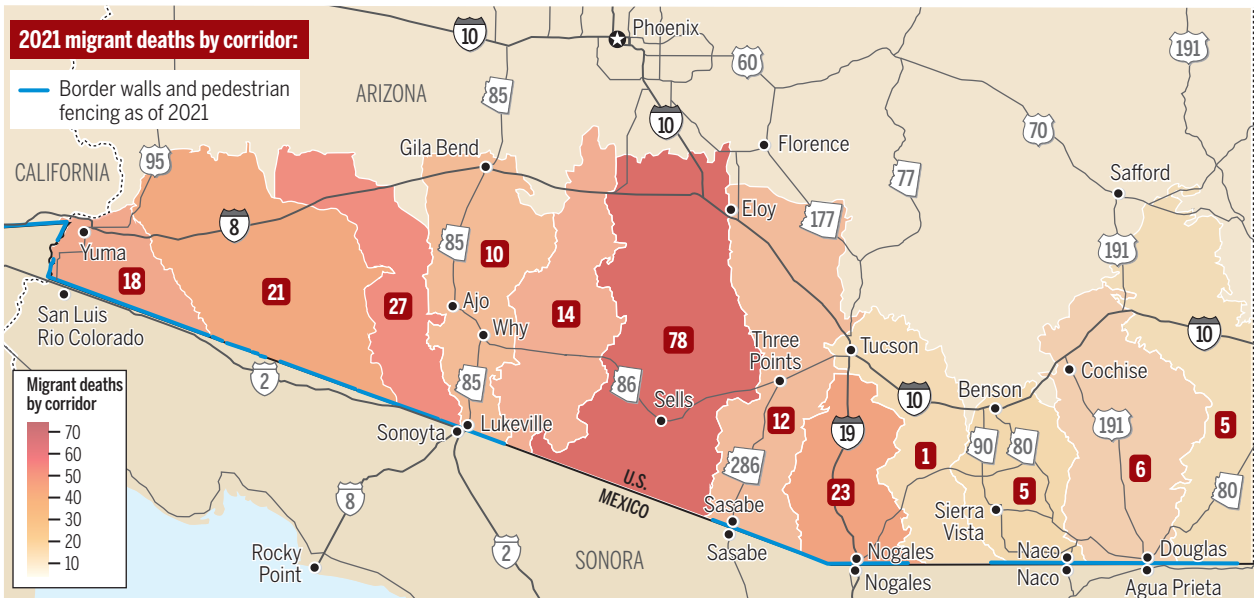 2021 migrant deaths by corridor:
Border walls and pedestrian
fencing as of 2021
10
Phoenix
60
191
ARIZONA
85
10
70
CALIFORNIA
95
Gila Bend
Florence
77
Safford
8
Eloy
177
Yuma
85
10
191
18
21
27
Ajo
14
San Luis
Rio Colorado
Why
78
Three
Points
Tucson
10
2
85
86
Sells
10
Benson
Cochise
Migrant deaths
by corridor
70
60
50
40
30
20
10
Sonoyta
Lukeville
12
19
90
80
191
5
286
1
6
U.S.
MEXICO
23
5
80
8
Sasabe
Sasabe
Sierra
Vista
2
Rocky
Point
SONORA
Nogales
Nogales
Naco
Naco
Douglas
Agua Prieta